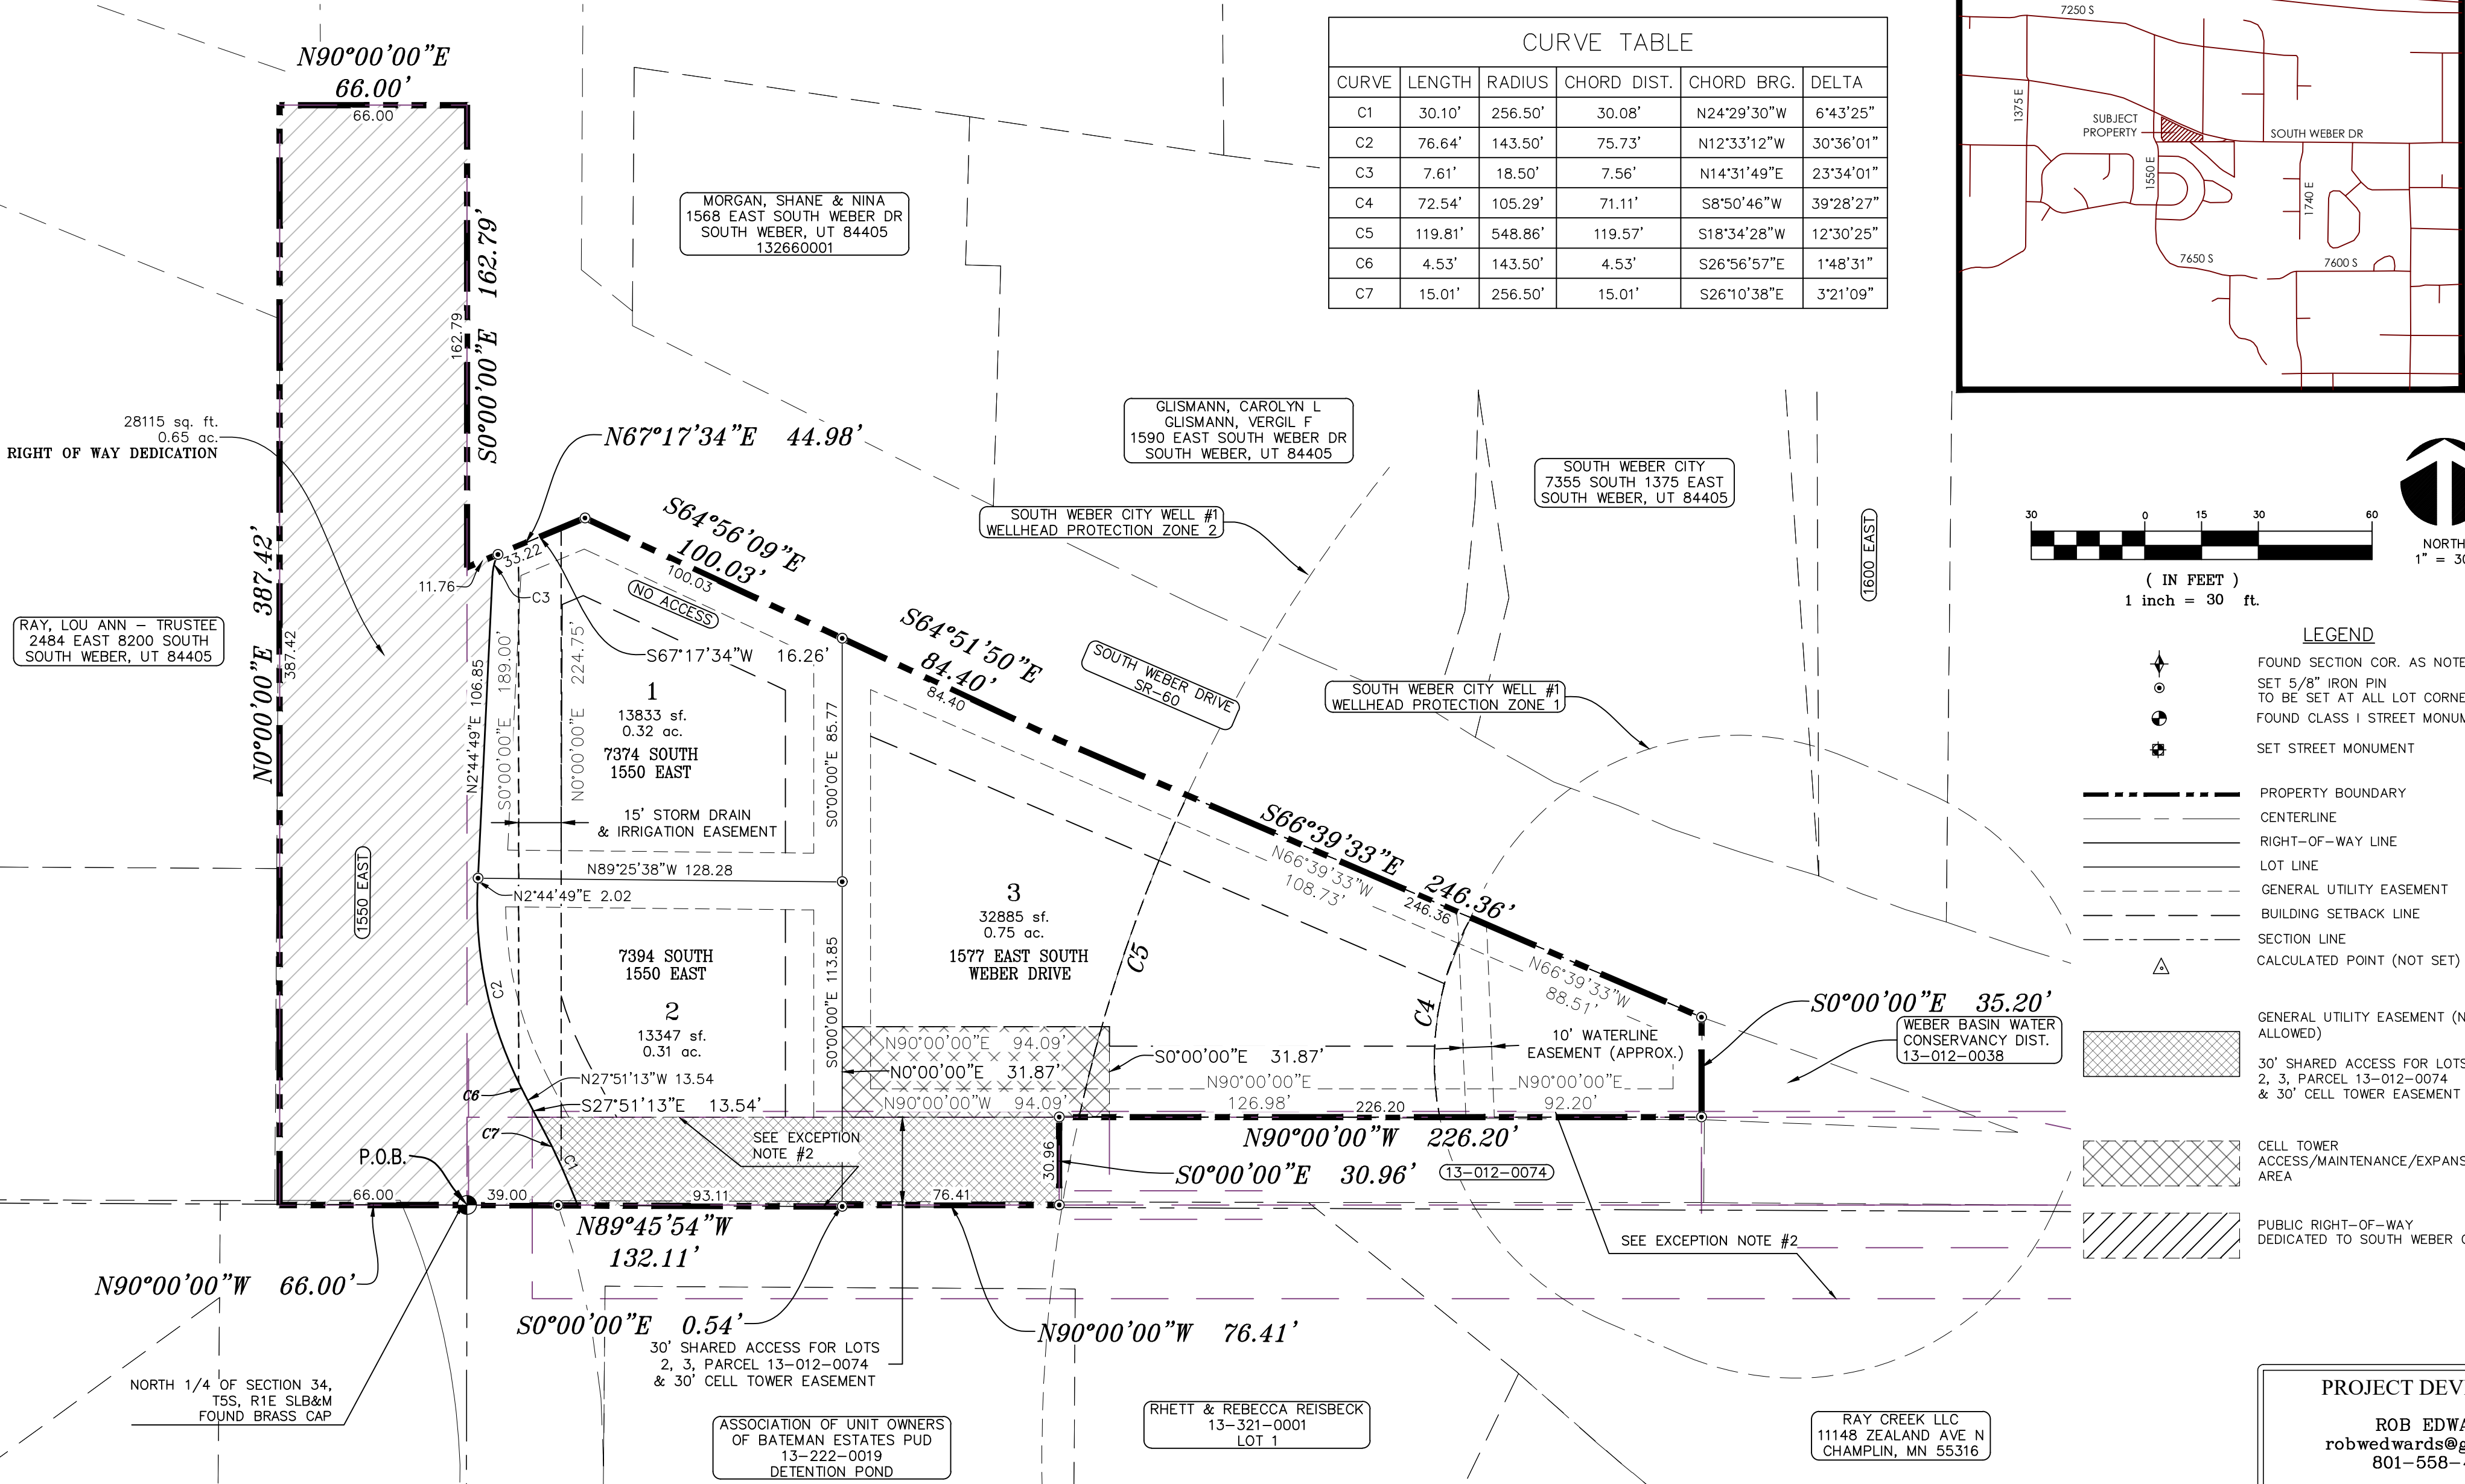 N90°00'00"E
66.00'
66.00
S0°00'00"E 162.79'
162.79
28115 sq. ft.
0.65 ac.
RIGHT OF WAY DEDICATION
N0°00'00"E 387.42'
387.42
RAY, LOU ANN – TRUSTEE
2484 EAST 8200 SOUTH
SOUTH WEBER, UT 84405
1550 EAST
MORGAN, SHANE & NINA
1568 EAST SOUTH WEBER DR
SOUTH WEBER, UT 84405
132660001
N67°17'34"E 44.98'
33.22
11.76
C3
S64°56'09"E
100.03'
100.03
NO ACCESS
S67°17'34"W 16.26'
S64°51'50"E
84.40'
84.40
SOUTH WEBER DRIVE
SR-60
N2°44'49"E 106.85
S0°00'00"E 189.00'
N0°00'00"E 224.75'
1
13833 sf.
0.32 ac.
7374 SOUTH
1550 EAST
15' STORM DRAIN
& IRRIGATION EASEMENT
S0°00'00"E 85.77
N89°25'38"W 128.28
N2°44'49"E 2.02
C2
7394 SOUTH
1550 EAST
2
13347 sf.
0.31 ac.
S0°00'00"E 113.85
N27°51'13"W 13.54
S27°51'13"E 13.54'
C6
C7
C1
3
32885 sf.
0.75 ac.
1577 EAST SOUTH
WEBER DRIVE
C5
C4
S66°39'33"E 246.36'
246.36
N66°39'33"W
108.73'
N66°39'33"W
88.51'
10' WATERLINE
EASEMENT (APPROX.)
S0°00'00"E 35.20'
WEBER BASIN WATER
CONSERVANCY DIST.
13-012-0038
N90°00'00"E 94.09'
N0°00'00"E 31.87'
N90°00'00"W 94.09'
S0°00'00"E 31.87'
N90°00'00"E
126.98'
N90°00'00"E
92.20'
226.20
N90°00'00"W 226.20'
SEE EXCEPTION
NOTE #2
30.96
S0°00'00"E 30.96'
13-012-0074
SEE EXCEPTION NOTE #2
P.O.B.
66.00
39.00
93.11
76.41
N89°45'54"W
132.11'
N90°00'00"W 66.00'
S0°00'00"E 0.54'
N90°00'00"W 76.41'
30' SHARED ACCESS FOR LOTS
2, 3, PARCEL 13-012-0074
& 30' CELL TOWER EASEMENT
NORTH 1/4 OF SECTION 34,
T5S, R1E SLB&M
FOUND BRASS CAP
ASSOCIATION OF UNIT OWNERS
OF BATEMAN ESTATES PUD
13-222-0019
DETENTION POND
RHETT & REBECCA REISBECK
13-321-0001
LOT 1
RAY CREEK LLC
11148 ZEALAND AVE N
CHAMPLIN, MN 55316
GLISMANN, CAROLYN L
GLISMANN, VERGIL F
1590 EAST SOUTH WEBER DR
SOUTH WEBER, UT 84405
SOUTH WEBER CITY WELL #1
WELLHEAD PROTECTION ZONE 2
SOUTH WEBER CITY
7355 SOUTH 1375 EAST
SOUTH WEBER, UT 84405
SOUTH WEBER CITY WELL #1
WELLHEAD PROTECTION ZONE 1
1600 EAST
CURVE TABLE
CURVE LENGTH RADIUS CHORD DIST. CHORD BRG. DELTA
C1 30.10' 256.50' 30.08' N24°29'30"W 6°43'25"
C2 76.64' 143.50' 75.73' N12°33'12"W 30°36'01"
C3 7.61' 18.50' 7.56' N14°31'49"E 23°34'01"
C4 72.54' 105.29' 71.11' S8°50'46"W 39°28'27"
C5 119.81' 548.86' 119.57' S18°34'28"W 12°30'25"
C6 4.53' 143.50' 4.53' S26°56'57"E 1°48'31"
C7 15.01' 256.50' 15.01' S26°10'38"E 3°21'09"
7250 S
1375 E
SUBJECT
PROPERTY
SOUTH WEBER DR
1550 E
1740 E
7650 S
7600 S
30 0 15 30 60
( IN FEET )
1 inch = 30 ft.
NORTH
1" = 30
LEGEND
FOUND SECTION COR. AS NOTE
SET 5/8" IRON PIN
TO BE SET AT ALL LOT CORNE
FOUND CLASS I STREET MONUM
SET STREET MONUMENT
PROPERTY BOUNDARY
CENTERLINE
RIGHT-OF-WAY LINE
LOT LINE
GENERAL UTILITY EASEMENT
BUILDING SETBACK LINE
SECTION LINE
CALCULATED POINT (NOT SET)
GENERAL UTILITY EASEMENT (N
ALLOWED)
30' SHARED ACCESS FOR LOTS
2, 3, PARCEL 13-012-0074
& 30' CELL TOWER EASEMENT
CELL TOWER
ACCESS/MAINTENANCE/EXPANS
AREA
PUBLIC RIGHT-OF-WAY
DEDICATED TO SOUTH WEBER C
PROJECT DEV
ROB EDWA
robwedwards@g
801-558-